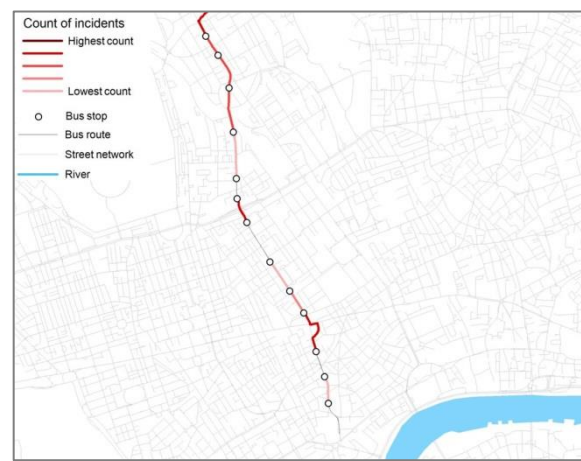 Count of incidents
Highest count
Lowest count
Bus stop
Bus route
Street network
River